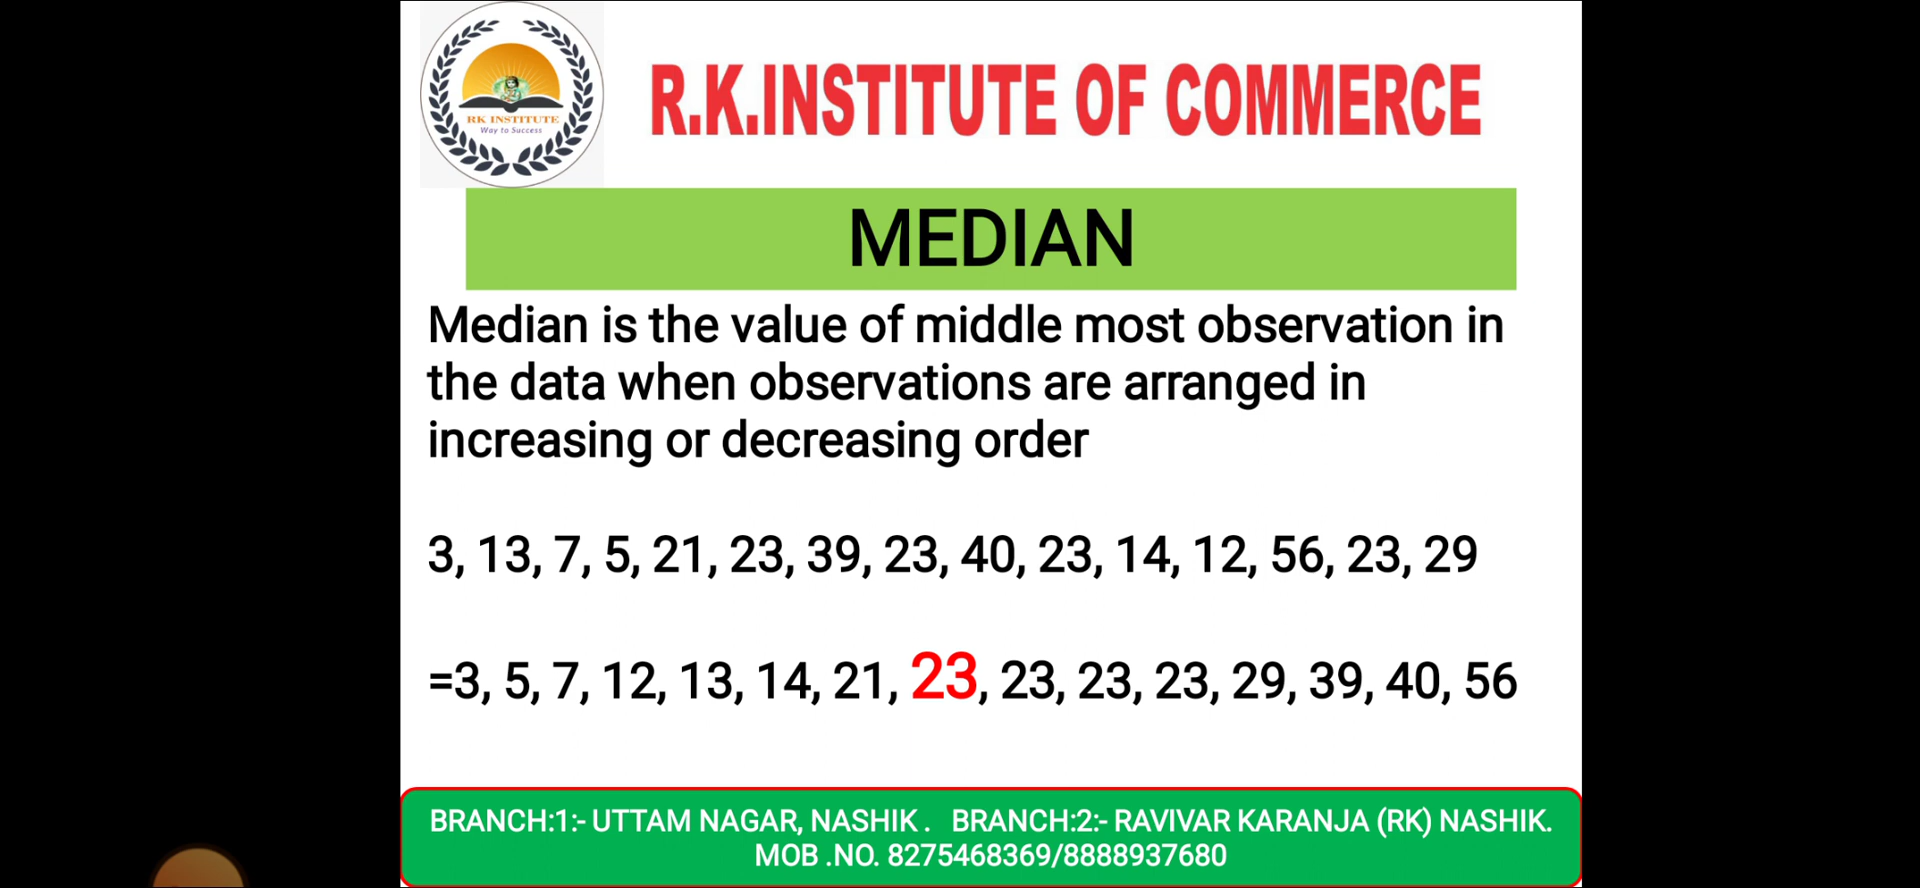 RK INSTITUTE
Way to Success
R.K.INSTITUTE OF COMMERCE
MEDIAN
Median is the value of middle most observation in
the data when observations are arranged in
increasing or decreasing order
3, 13, 7, 5, 21, 23, 39, 23, 40, 23, 14, 12, 56, 23, 29
=3, 5, 7, 12, 13, 14, 21, 23, 23, 23, 23, 29, 39, 40, 56
BRANCH:1:- UTTAM NAGAR, NASHIK . BRANCH:2:- RAVIVAR KARANJA (RK) NASHIK.
MOB .NO. 8275468369/8888937680